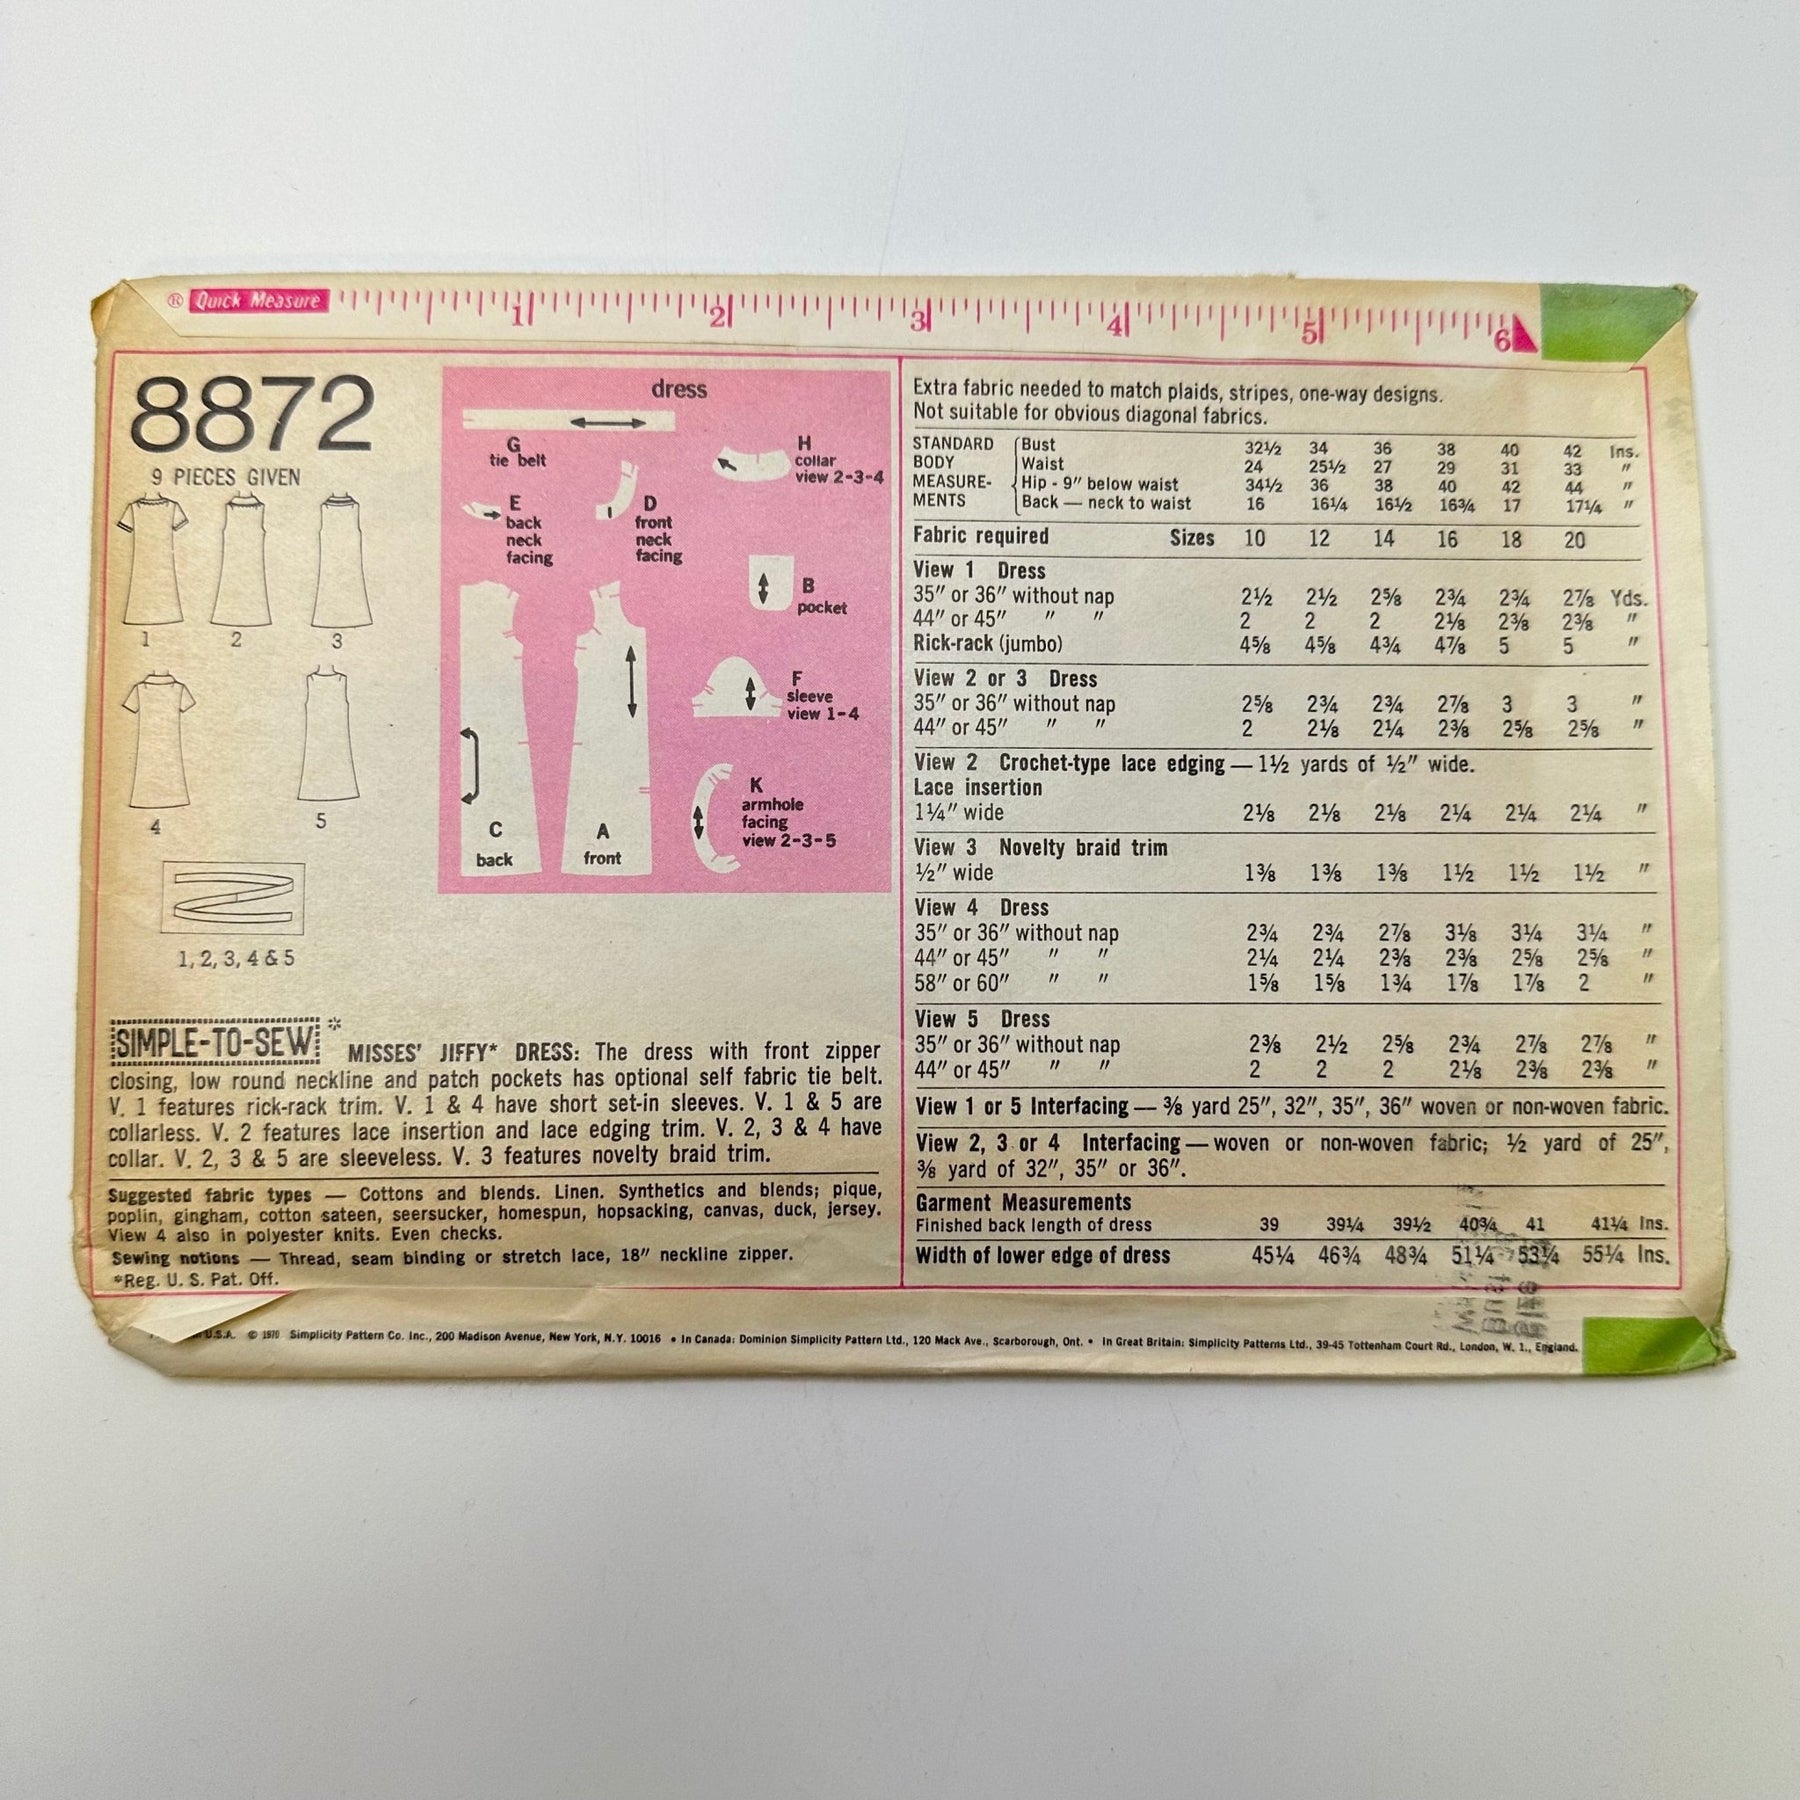 ® Quick Measure 1 2 3 4 5 6
8872
9 PIECES GIVEN
1 2 3
4 5
1, 2, 3, 4 & 5
dress
G
tie belt
H
collar
view 2-3-4
E
back
neck
facing
D
front
neck
facing
B
pocket
F
sleeve
view 1-4
K
armhole
facing
view 2-3-5
C
back
A
front
SIMPLE-TO-SEW* MISSES' JIFFY* DRESS: The dress with front zipper
closing, low round neckline and patch pockets has optional self fabric tie belt.
V. 1 features rick-rack trim. V. 1 & 4 have short set-in sleeves. V. 1 & 5 are
collarless. V. 2 features lace insertion and lace edging trim. V. 2, 3 & 4 have
collar. V. 2, 3 & 5 are sleeveless. V. 3 features novelty braid trim.
Suggested fabric types — Cottons and blends. Linen. Synthetics and blends; pique,
poplin, gingham, cotton sateen, seersucker, homespun, hopsacking, canvas, duck, jersey.
View 4 also in polyester knits. Even checks.
Sewing notions — Thread, seam binding or stretch lace, 18″ neckline zipper.
*Reg. U. S. Pat. Off.
Extra fabric needed to match plaids, stripes, one-way designs.
Not suitable for obvious diagonal fabrics.
STANDARD Bust 32½ 34 36 38 40 42 Ins.
BODY Waist 24 25½ 27 29 31 33 ″
MEASURE- Hip - 9″ below waist 34½ 36 38 40 42 44 ″
MENTS Back — neck to waist 16 16¼ 16½ 16¾ 17 17¼ ″
Fabric required Sizes 10 12 14 16 18 20
View 1 Dress
35″ or 36″ without nap 2½ 2½ 2⅝ 2¾ 2¾ 2⅞ Yds.
44″ or 45″ ″ ″ 2 2 2 2⅛ 2⅜ 2⅜ ″
Rick-rack (jumbo) 4⅝ 4⅝ 4¾ 4⅞ 5 5 ″
View 2 or 3 Dress
35″ or 36″ without nap 2⅝ 2¾ 2¾ 2⅞ 3 3 ″
44″ or 45″ ″ ″ 2 2⅛ 2¼ 2⅜ 2⅝ 2⅝ ″
View 2 Crochet-type lace edging — 1½ yards of ½″ wide.
Lace insertion
1¼″ wide 2⅛ 2⅛ 2⅛ 2¼ 2¼ 2¼ ″
View 3 Novelty braid trim
½″ wide 1⅜ 1⅜ 1⅜ 1½ 1½ 1½ ″
View 4 Dress
35″ or 36″ without nap 2¾ 2¾ 2⅞ 3⅛ 3¼ 3¼ ″
44″ or 45″ ″ ″ 2¼ 2¼ 2⅜ 2⅜ 2⅝ 2⅝ ″
58″ or 60″ ″ ″ 1⅝ 1⅝ 1¾ 1⅞ 1⅞ 2 ″
View 5 Dress
35″ or 36″ without nap 2⅜ 2½ 2⅝ 2¾ 2⅞ 2⅞ ″
44″ or 45″ ″ ″ 2 2 2 2⅛ 2⅜ 2⅜ ″
View 1 or 5 Interfacing — ⅜ yard 25″, 32″, 35″, 36″ woven or non-woven fabric.
View 2, 3 or 4 Interfacing — woven or non-woven fabric; ½ yard of 25″,
⅜ yard of 32″, 35″ or 36″.
Garment Measurements
Finished back length of dress 39 39¼ 39½ 40¾ 41 41¼ Ins.
Width of lower edge of dress 45¼ 46¾ 48¾ 51¼ 53¼ 55¼ Ins.
U.S.A. © 1970 Simplicity Pattern Co. Inc., 200 Madison Avenue, New York, N.Y. 10016 • In Canada: Dominion Simplicity Pattern Ltd., 120 Mack Ave., Scarborough, Ont. • In Great Britain: Simplicity Patterns Ltd., 39-45 Tottenham Court Rd., London, W. 1., England.